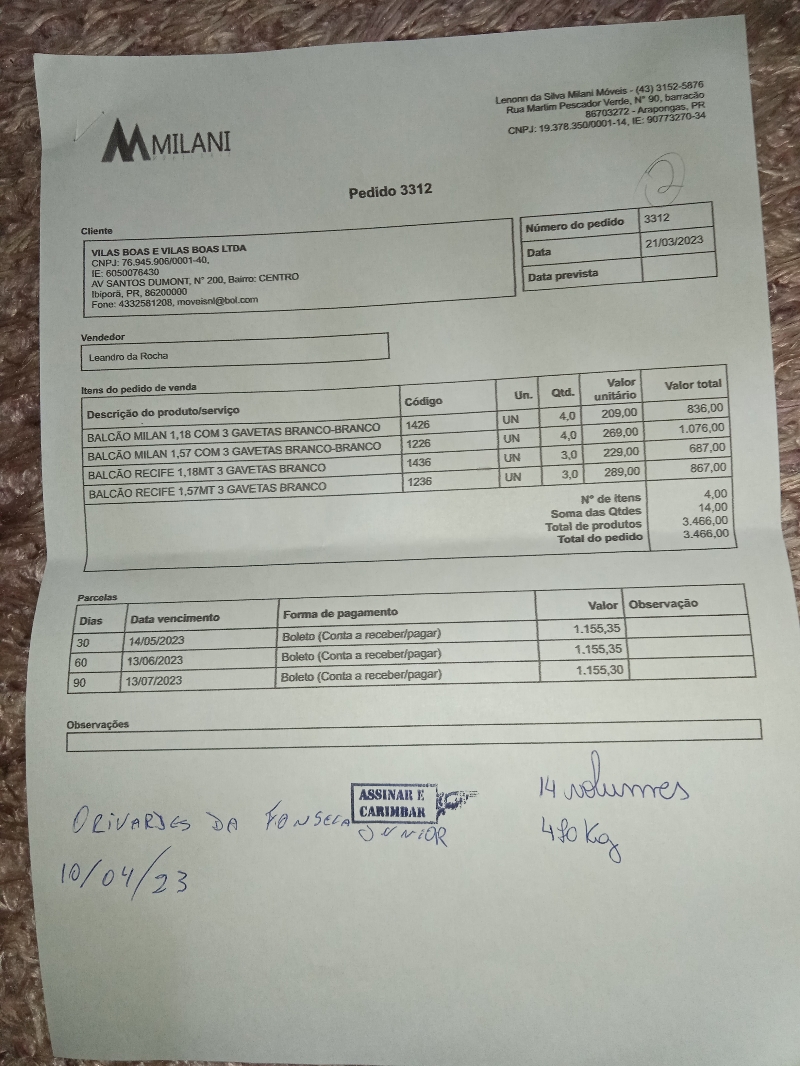 MILANI
Lenonn da Silva Milani Móveis - (43) 3152-5876
Rua Martim Pescador Verde, N° 90, barracão
86703272 - Arapongas, PR
CNPJ: 19.378.350/0001-14, IE: 90773270-34
2
Pedido 3312
Cliente
VILAS BOAS E VILAS BOAS LTDA
CNPJ: 76.945.906/0001-40,
IE: 6050076430
AV SANTOS DUMONT, N° 200, Bairro: CENTRO
Ibiporã, PR, 86200000
Fone: 4332581208, moveisnl@bol.com
Número do pedido 3312
Data 21/03/2023
Data prevista
Vendedor
Leandro da Rocha
Itens do pedido de venda
Descrição do produto/serviço Código Un. Qtd. Valor unitário Valor total
BALCÃO MILAN 1,18 COM 3 GAVETAS BRANCO-BRANCO 1426 UN 4,0 209,00 836,00
BALCÃO MILAN 1,57 COM 3 GAVETAS BRANCO-BRANCO 1226 UN 4,0 269,00 1.076,00
BALCÃO RECIFE 1,18MT 3 GAVETAS BRANCO 1436 UN 3,0 229,00 687,00
BALCÃO RECIFE 1,57MT 3 GAVETAS BRANCO 1236 UN 3,0 289,00 867,00
N° de itens 4,00
Soma das Qtdes 14,00
Total de produtos 3.466,00
Total do pedido 3.466,00
Parcelas
Dias Data vencimento Forma de pagamento Valor Observação
30 14/05/2023 Boleto (Conta a receber/pagar) 1.155,35
60 13/06/2023 Boleto (Conta a receber/pagar) 1.155,35
90 13/07/2023 Boleto (Conta a receber/pagar) 1.155,30
Observações
ASSINAR E
CARIMBAR
14 volumes
DA FONSECA JUNIOR
Kg
10/04/23